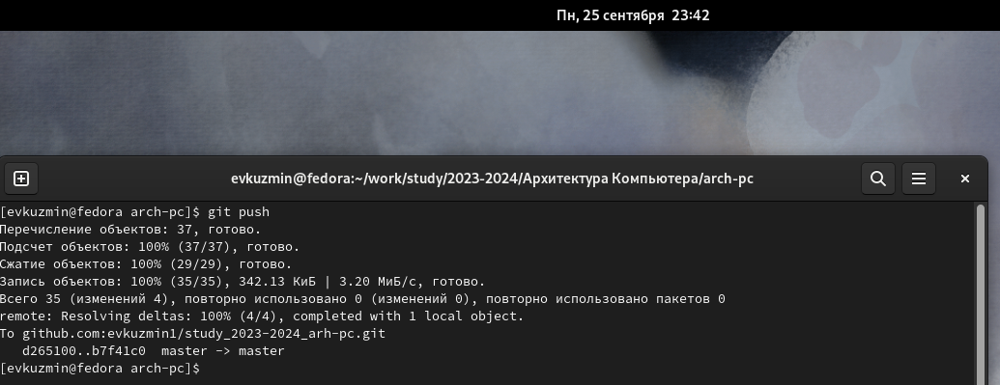 Пн, 25 сентября 23:42
evkuzmin@fedora:~/work/study/2023-2024/Архитектура Компьютера/arch-pc
[evkuzmin@fedora arch-pc]$ git push
Перечисление объектов: 37, готово.
Подсчет объектов: 100% (37/37), готово.
Сжатие объектов: 100% (29/29), готово.
Запись объектов: 100% (35/35), 342.13 КиБ | 3.20 МиБ/с, готово.
Всего 35 (изменений 4), повторно использовано 0 (изменений 0), повторно использовано пакетов 0
remote: Resolving deltas: 100% (4/4), completed with 1 local object.
To github.com:evkuzmin1/study_2023-2024_arh-pc.git
   d265100..b7f41c0  master -> master
[evkuzmin@fedora arch-pc]$